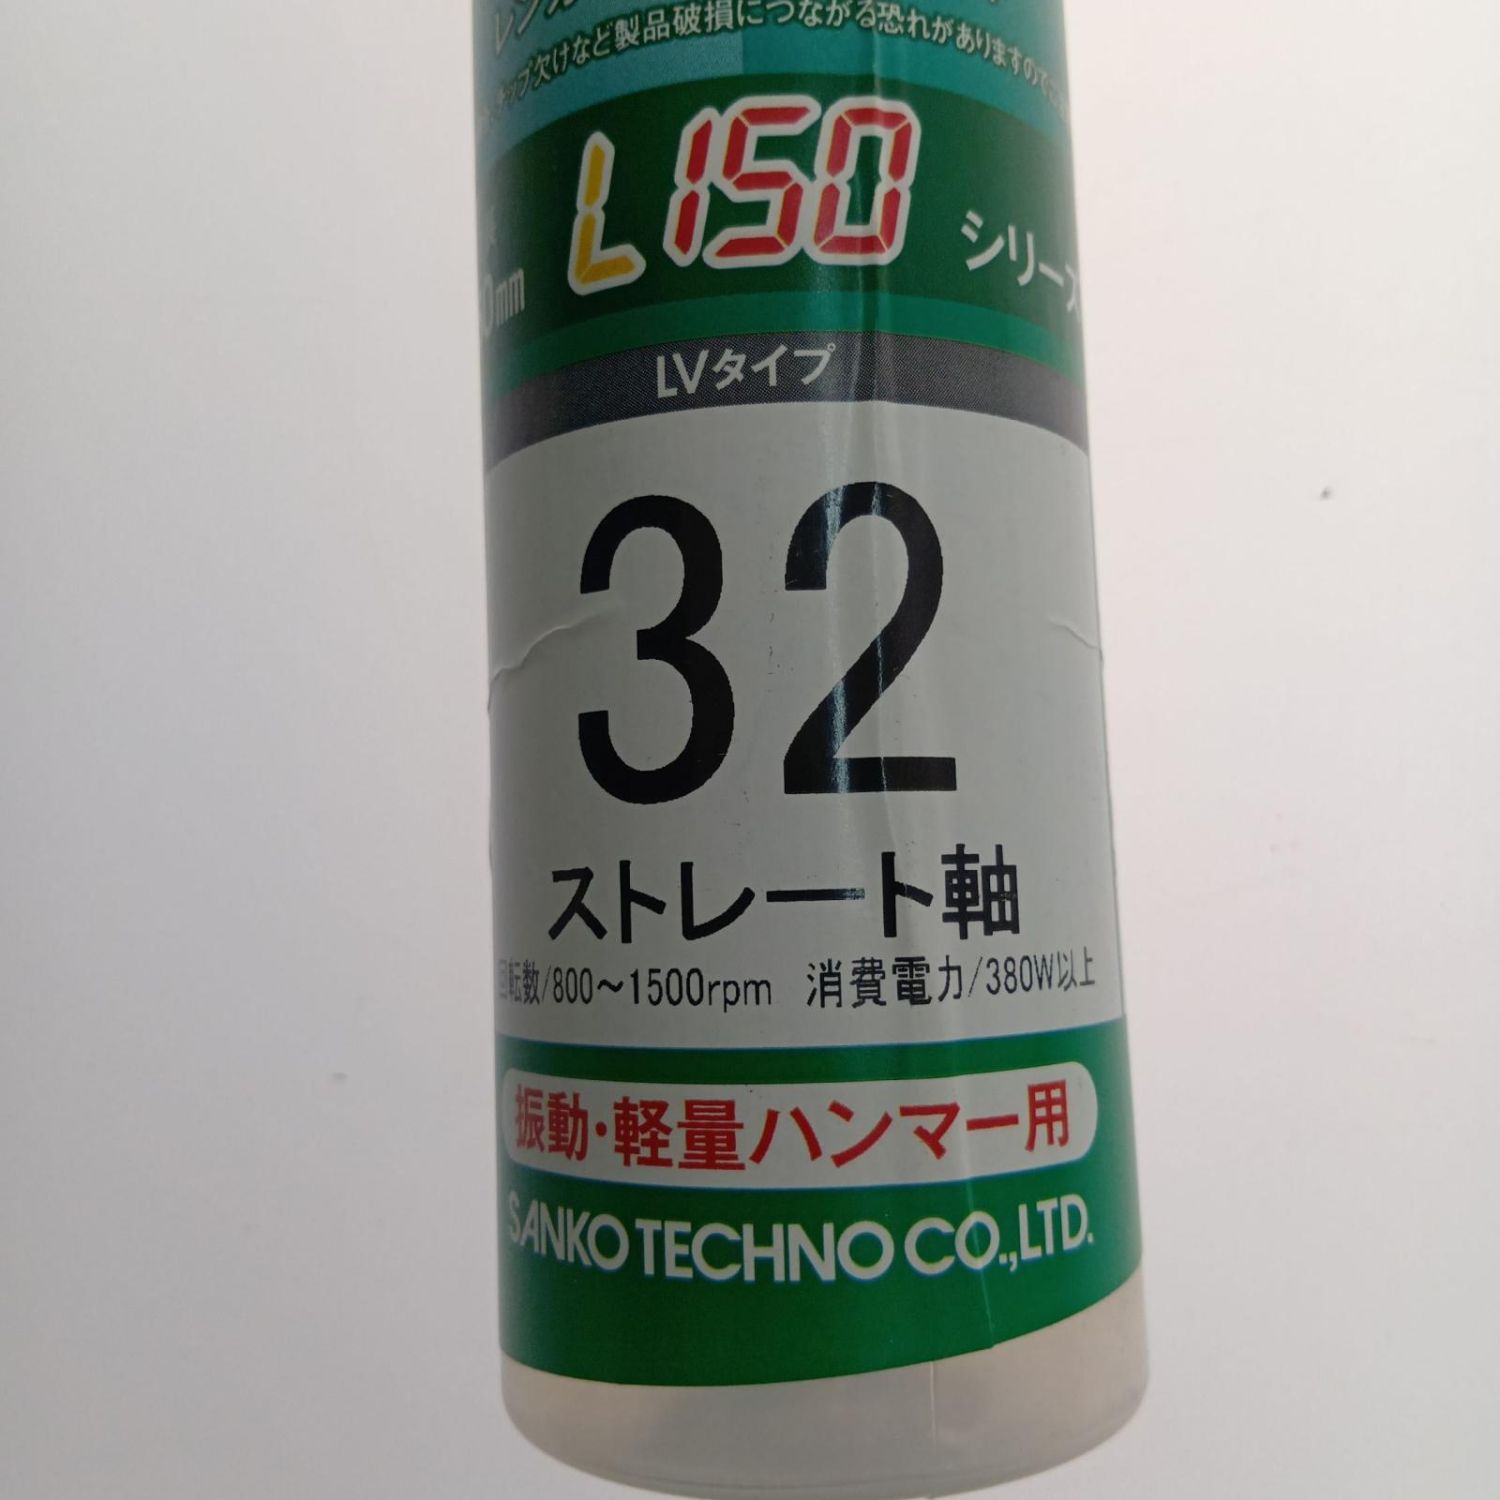 チップ欠けなど製品破損につながる恐れがありますので
L150 シリーズ
0mm
LVタイプ
32
ストレート軸
回転数/800〜1500rpm 消費電力/380W以上
振動・軽量ハンマー用
SANKO TECHNO CO.,LTD.